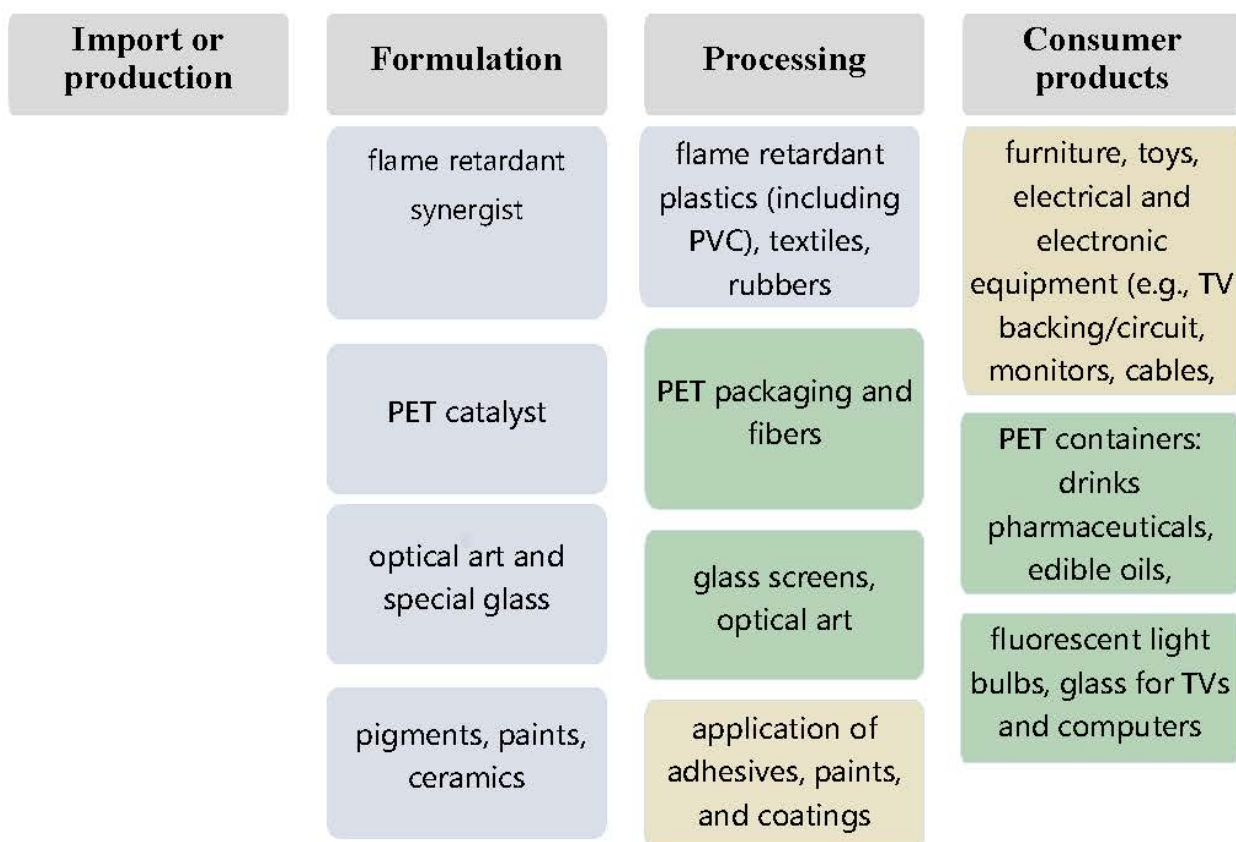 Import or
production
Formulation
Processing
Consumer
products
flame retardant
synergist
flame retardant
plastics (including
PVC), textiles,
rubbers
furniture, toys,
electrical and
electronic
equipment (e.g., TV
backing/circuit,
monitors, cables,
PET catalyst
PET packaging and
fibers
PET containers:
drinks
pharmaceuticals,
edible oils,
optical art and
special glass
glass screens,
optical art
fluorescent light
bulbs, glass for TVs
and computers
pigments, paints,
ceramics
application of
adhesives, paints,
and coatings